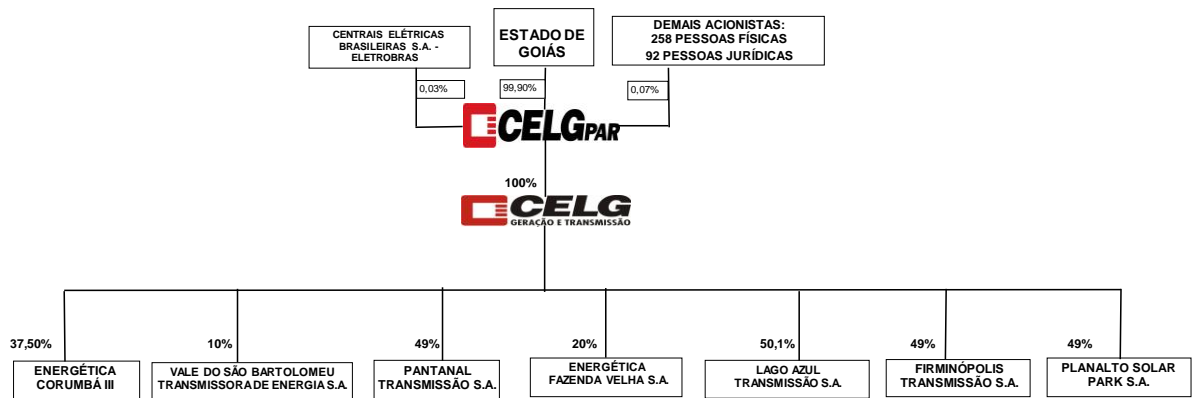 CENTRAIS ELÉTRICAS
BRASILEIRAS S.A. -
ELETROBRAS
ESTADO DE
GOIÁS
DEMAIS ACIONISTAS:
258 PESSOAS FÍSICAS
92 PESSOAS JURÍDICAS
0,03%
99,90%
0,07%
CELGPAR
100%
CELG
GERAÇÃO E TRANSMISSÃO
37,50%
ENERGÉTICA
CORUMBÁ III
10%
VALE DO SÃO BARTOLOMEU
TRANSMISSORA DE ENERGIA S.A.
49%
PANTANAL
TRANSMISSÃO S.A.
20%
ENERGÉTICA
FAZENDA VELHA S.A.
50,1%
LAGO AZUL
TRANSMISSÃO S.A.
49%
FIRMINÓPOLIS
TRANSMISSÃO S.A.
49%
PLANALTO SOLAR
PARK S.A.